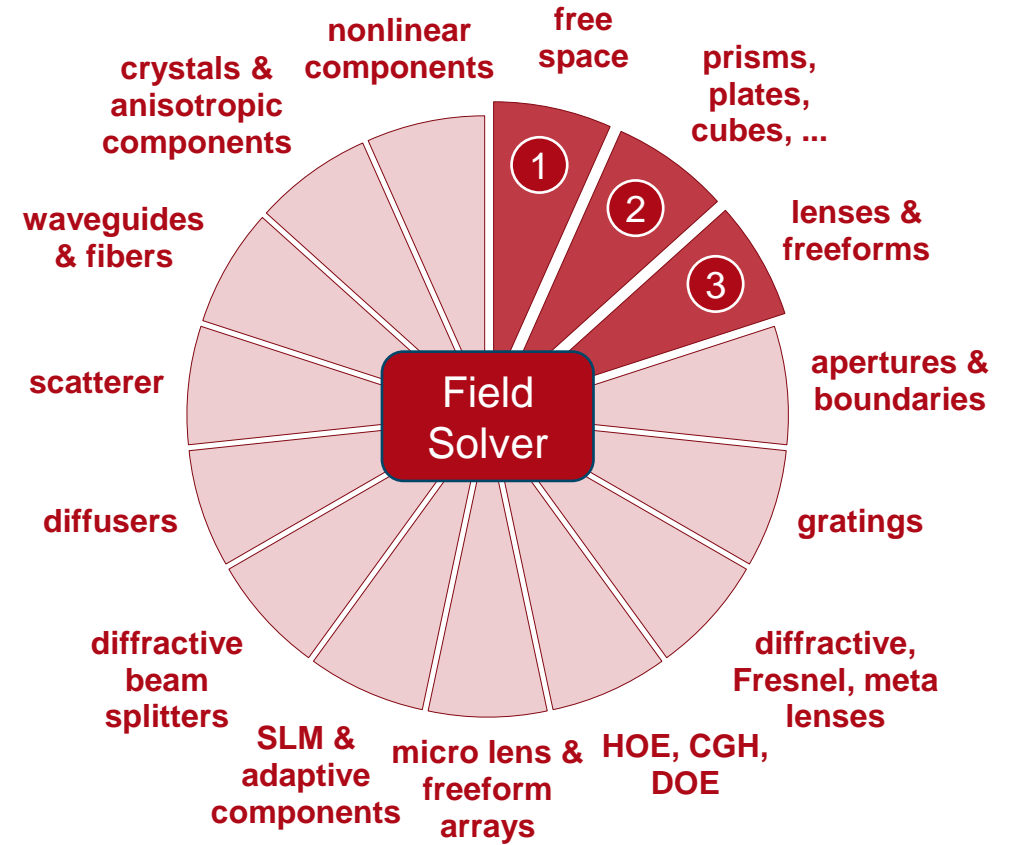 free
space
prisms,
plates,
cubes, ...
lenses &
freeforms
apertures &
boundaries
gratings
diffractive,
Fresnel, meta
lenses
HOE, CGH,
DOE
micro lens &
freeform
arrays
SLM &
adaptive
components
diffractive
beam
splitters
diffusers
scatterer
waveguides
& fibers
crystals &
anisotropic
components
nonlinear
components
1
2
3
Field
Solver